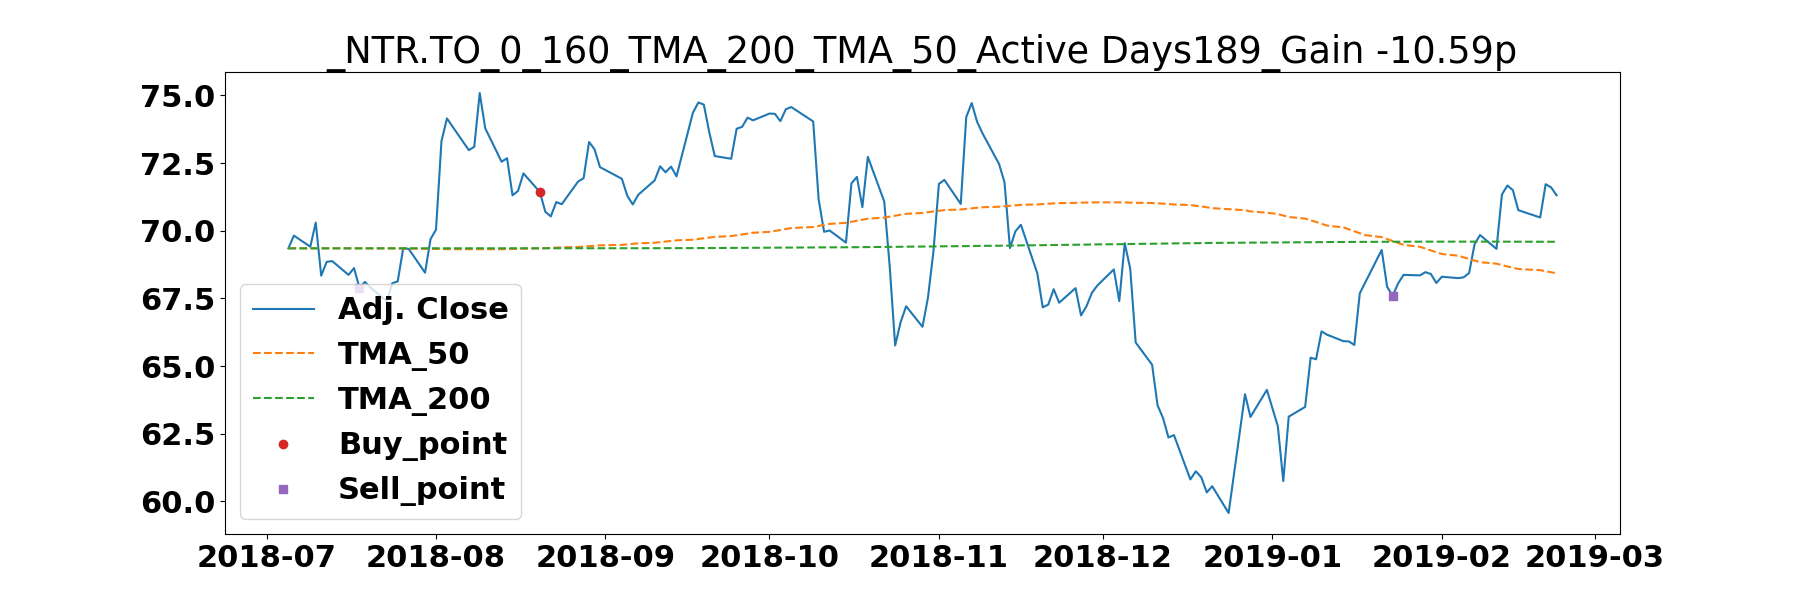 _NTR.TO_0_160_TMA_200_TMA_50_Active Days189_Gain -10.59p
75.0
72.5
70.0
67.5
65.0
62.5
60.0
Adj. Close
TMA_50
TMA_200
Buy_point
Sell_point
2018-07 2018-08 2018-09 2018-10 2018-11 2018-12 2019-01 2019-02 2019-03